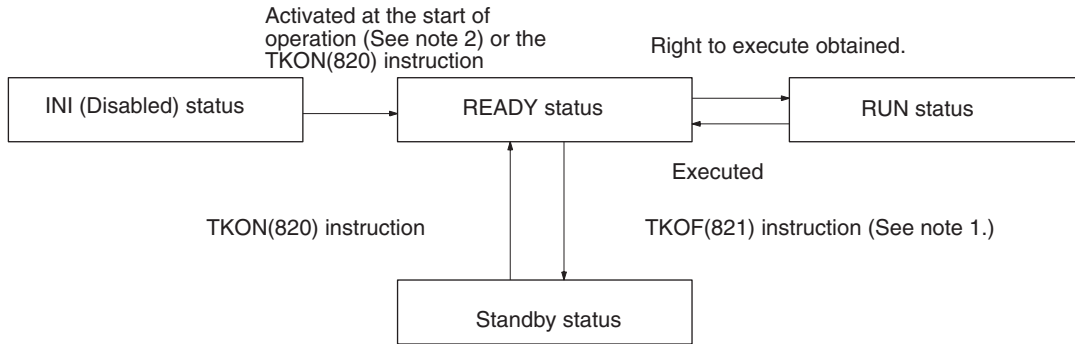 Activated at the start of
operation (See note 2) or the
TKON(820) instruction
Right to execute obtained.
INI (Disabled) status
READY status
RUN status
Executed
TKON(820) instruction
TKOF(821) instruction (See note 1.)
Standby status